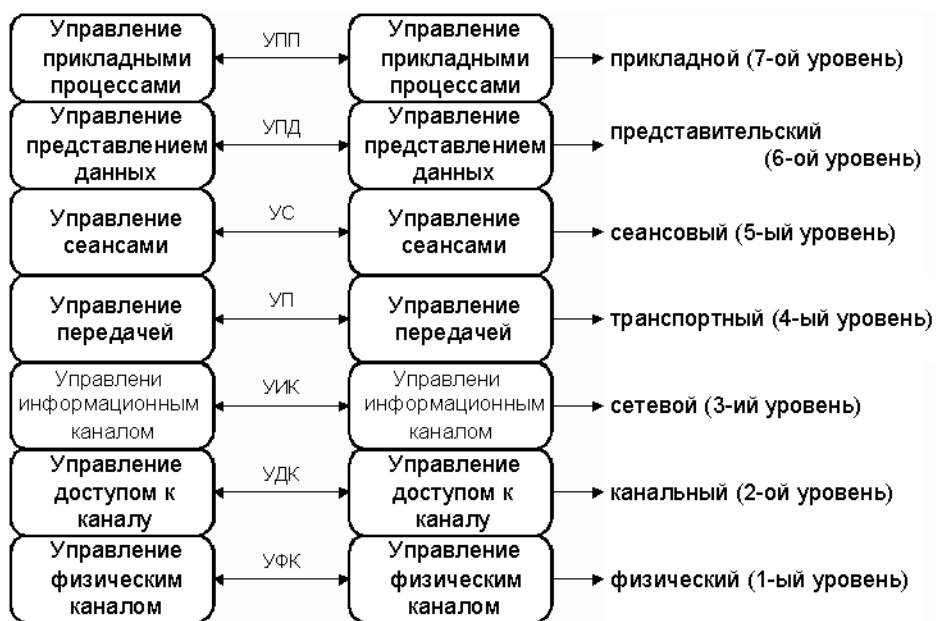 Управление
прикладными
процессами
УПП
Управление
прикладными
процессами
прикладной (7-ой уровень)
Управление
представлением
данных
УПД
Управление
представлением
данных
представительский
(6-ой уровень)
Управление
сеансами
УС
Управление
сеансами
сеансовый (5-ый уровень)
Управление
передачей
УП
Управление
передачей
транспортный (4-ый уровень)
Управлени
информационным
каналом
УИК
Управлени
информационным
каналом
сетевой (3-ий уровень)
Управление
доступом к
каналу
УДК
Управление
доступом к
каналу
канальный (2-ой уровень)
Управление
физическим
каналом
УФК
Управление
физическим
каналом
физический (1-ый уровень)